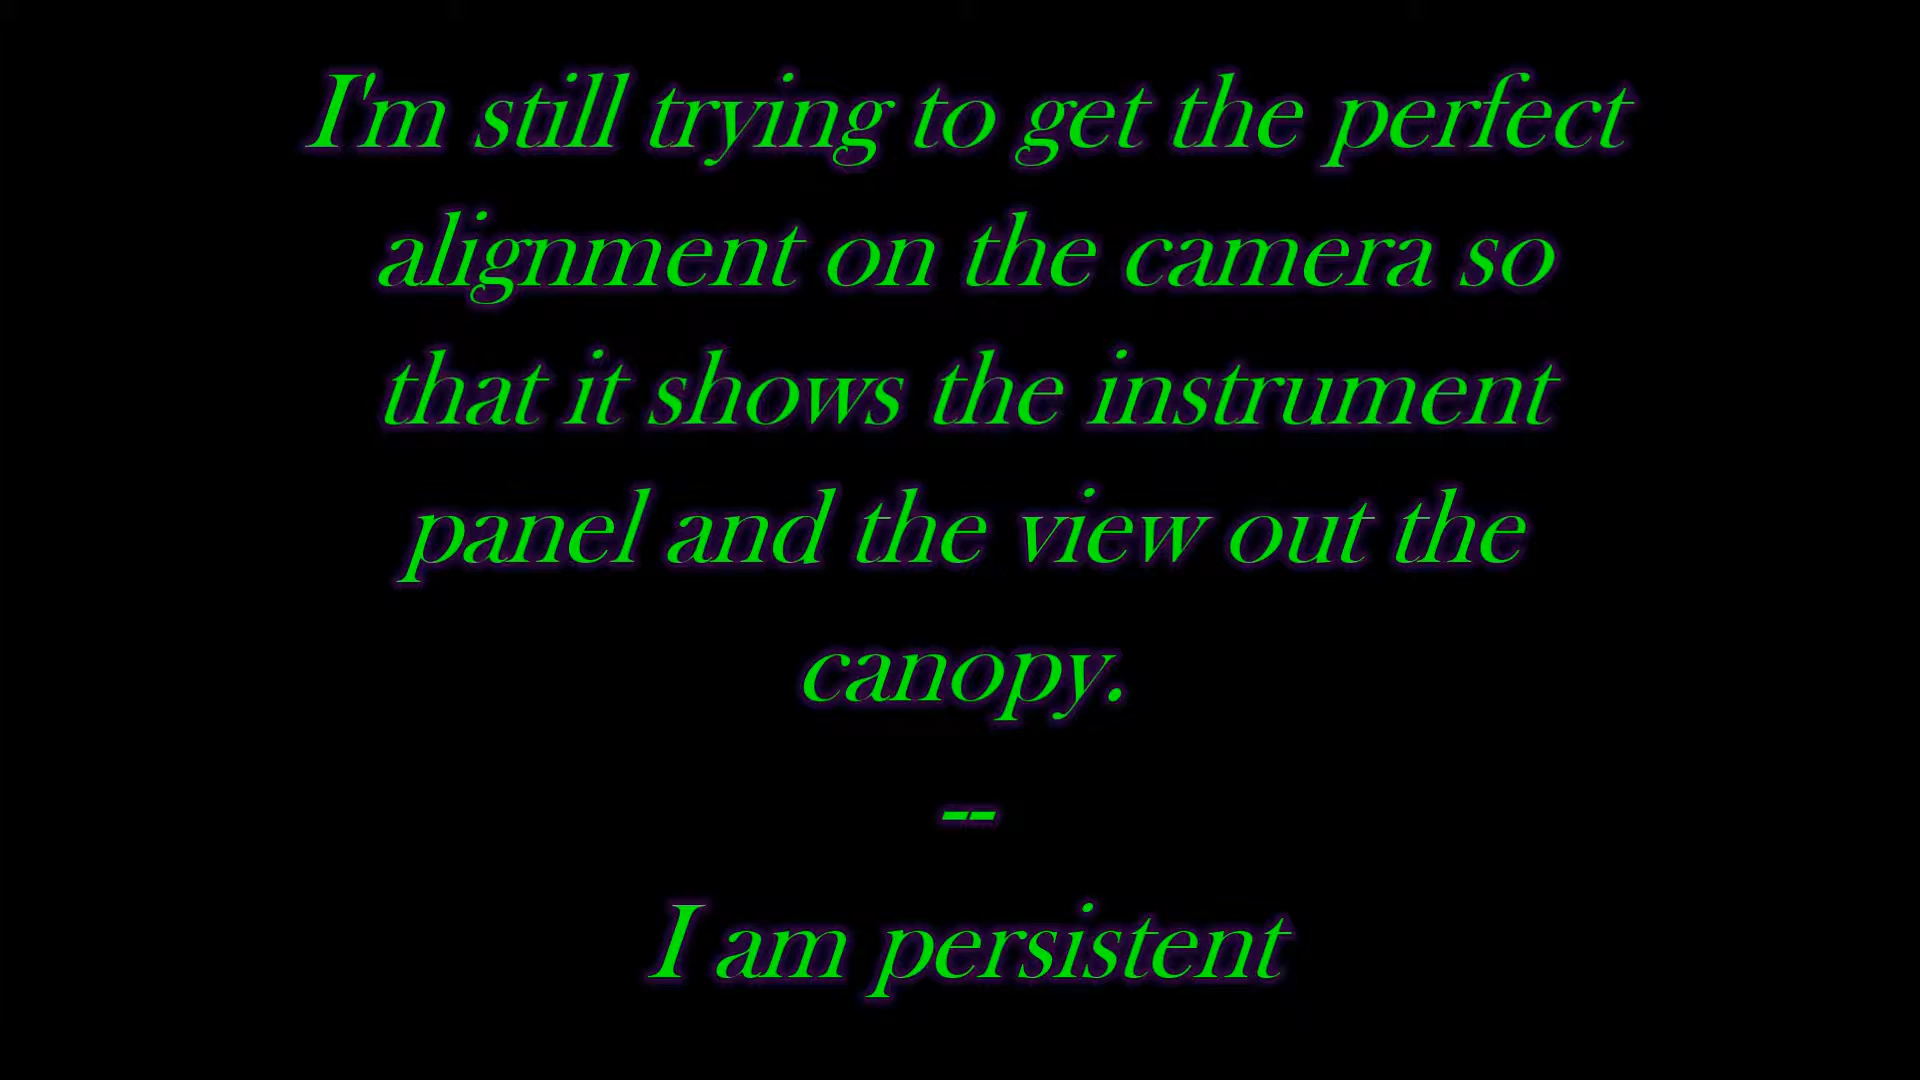 I'm still trying to get the perfect
alignment on the camera so
that it shows the instrument
panel and the view out the
canopy.
--
I am persistent